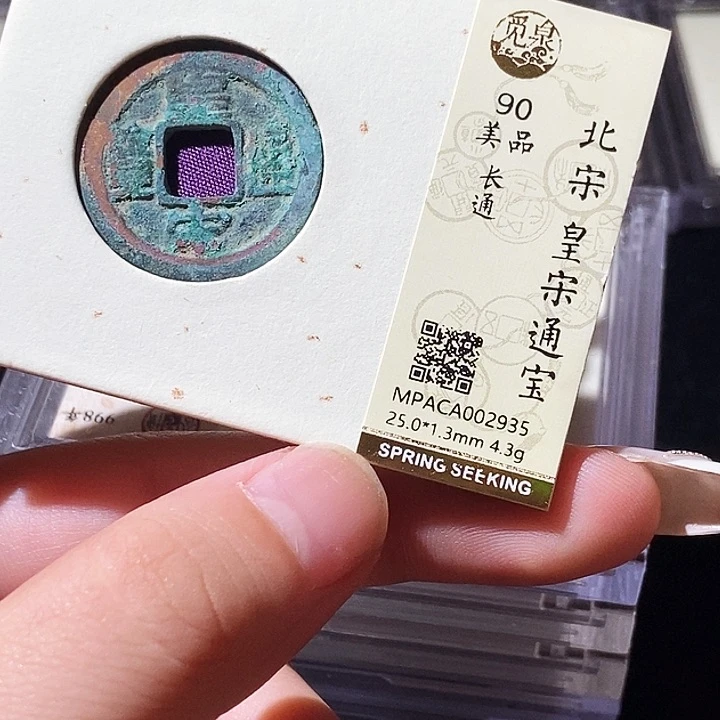 觅泉
90
美品
长通
北宋皇宋通宝
MPACA002935
25.0*1.3mm 4.3g
SPRING SEEKING